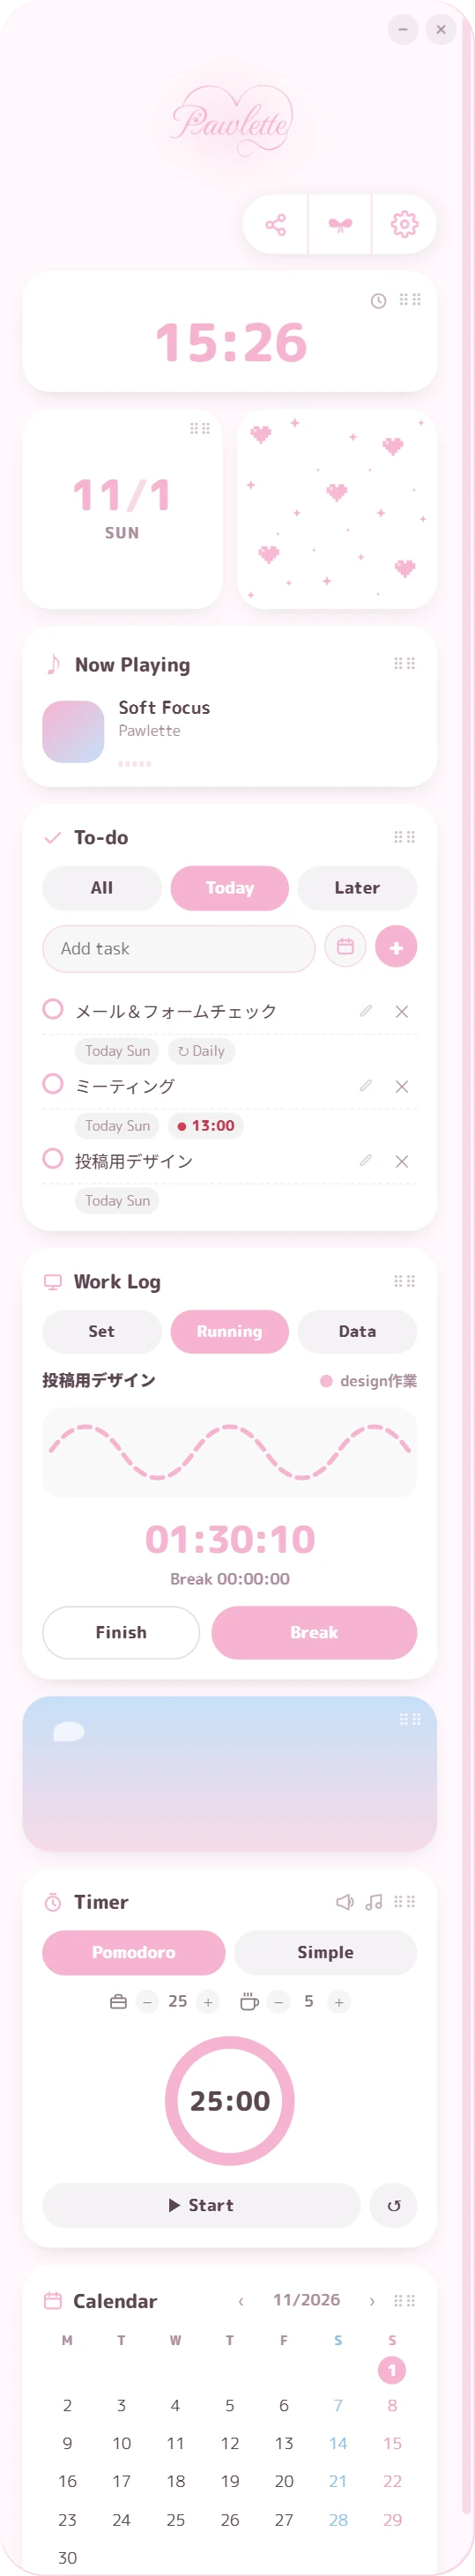 Pawlette
15:26
11/1
SUN
Now Playing
Soft Focus
Pawlette
To-do
All Today Later
Add task
+
メール＆フォームチェック
Today Sun ↻ Daily
ミーティング
Today Sun ● 13:00
投稿用デザイン
Today Sun
Work Log
Set Running Data
投稿用デザイン ● design作業
01:30:10
Break 00:00:00
Finish Break
Timer
Pomodoro Simple
− 25 + − 5 +
25:00
▶ Start ↺
Calendar ‹ 11/2026 ›
M T W T F S S
1
2 3 4 5 6 7 8
9 10 11 12 13 14 15
16 17 18 19 20 21 22
23 24 25 26 27 28 29
30